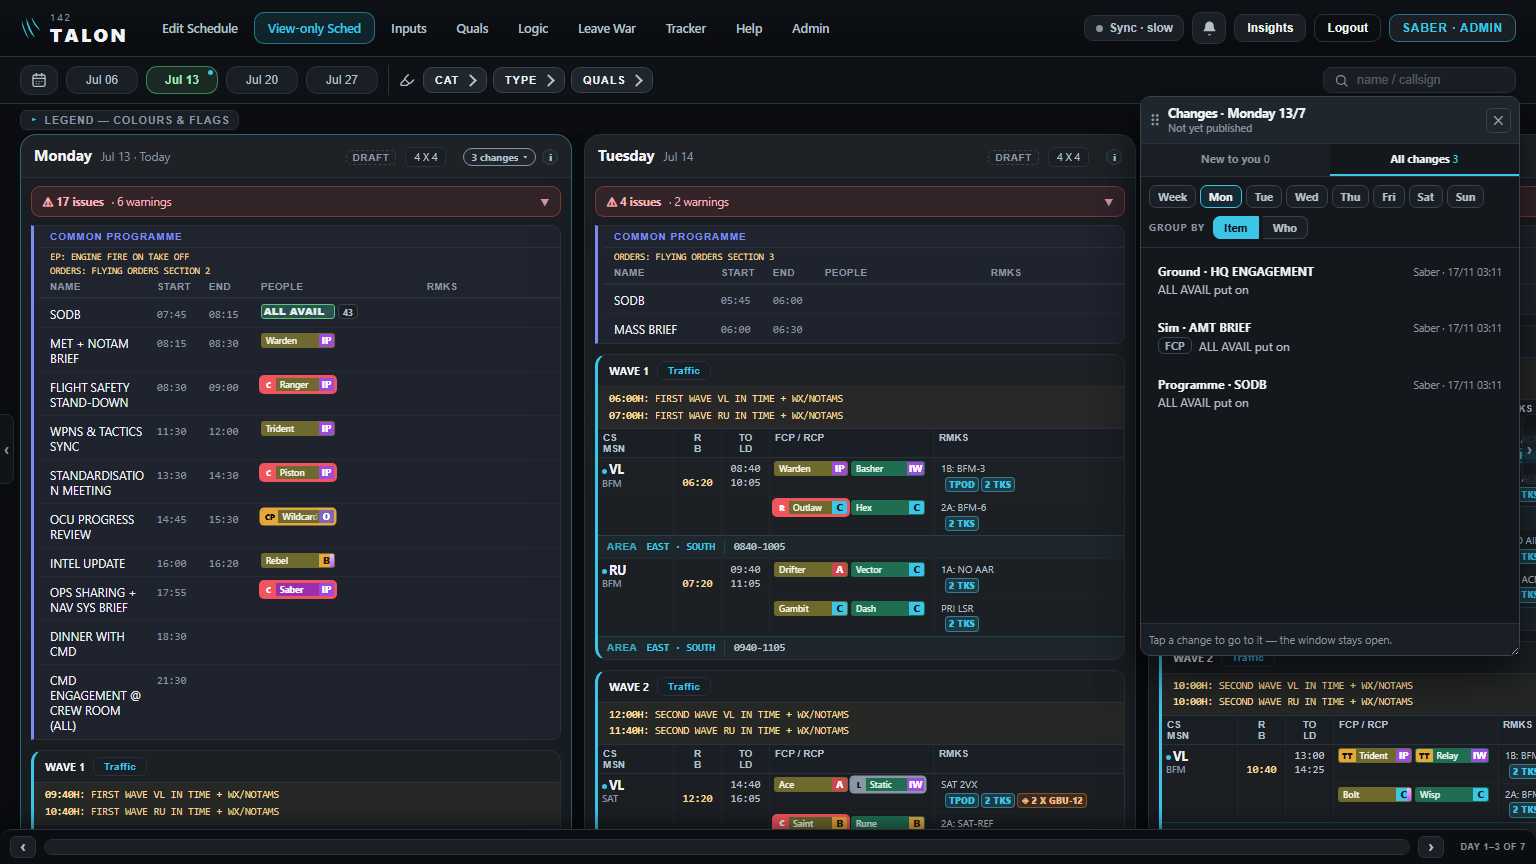 142
TALON
Edit Schedule
View-only Sched
Inputs
Quals
Logic
Leave War
Tracker
Help
Admin
Sync · slow
Insights
Logout
SABER · ADMIN
Jul 06
Jul 13
Jul 20
Jul 27
CAT
TYPE
QUALS
name / callsign
LEGEND — COLOURS & FLAGS
Monday Jul 13 · Today
DRAFT
4 X 4
3 changes
i
17 issues · 6 warnings
COMMON PROGRAMME
EP: ENGINE FIRE ON TAKE OFF
ORDERS: FLYING ORDERS SECTION 2
NAME START END PEOPLE RMKS
SODB 07:45 08:15 ALL AVAIL 43
MET + NOTAM BRIEF 08:15 08:30 Warden IP
FLIGHT SAFETY STAND-DOWN 08:30 09:00 C Ranger IP
WPNS & TACTICS SYNC 11:30 12:00 Trident IP
STANDARDISATIO
N MEETING 13:30 14:30 C Piston IP
OCU PROGRESS REVIEW 14:45 15:30 CP Wildcard O
INTEL UPDATE 16:00 16:20 Rebel B
OPS SHARING + NAV SYS BRIEF 17:55 C Saber IP
DINNER WITH CMD 18:30
CMD ENGAGEMENT @ CREW ROOM (ALL) 21:30
WAVE 1 Traffic
09:40H: FIRST WAVE VL IN TIME + WX/NOTAMS
10:40H: FIRST WAVE RU IN TIME + WX/NOTAMS
Tuesday Jul 14
DRAFT
4 X 4
i
4 issues · 2 warnings
COMMON PROGRAMME
ORDERS: FLYING ORDERS SECTION 3
NAME START END PEOPLE RMKS
SODB 05:45 06:00
MASS BRIEF 06:00 06:30
WAVE 1 Traffic
06:00H: FIRST WAVE VL IN TIME + WX/NOTAMS
07:00H: FIRST WAVE RU IN TIME + WX/NOTAMS
CS R TO FCP / RCP RMKS
MSN B LD
VL 08:40 Warden IP Basher IW 1B: BFM-3
BFM 06:20 10:05 TPOD 2 TKS
R Outlaw C Hex C 2A: BFM-6
2 TKS
AREA EAST · SOUTH 0840-1005
RU 09:40 Drifter A Vector C 1A: NO AAR
BFM 07:20 11:05 2 TKS
Gambit C Dash C PRI LSR
2 TKS
AREA EAST · SOUTH 0940-1105
WAVE 2 Traffic
12:00H: SECOND WAVE VL IN TIME + WX/NOTAMS
11:40H: SECOND WAVE RU IN TIME + WX/NOTAMS
CS R TO FCP / RCP RMKS
MSN B LD
VL 14:40 Ace A L Static IW SAT 2VX
SAT 12:20 16:05 TPOD 2 TKS 2 X GBU-12
C Saint B Rune B 2A: SAT-REF
Changes · Monday 13/7
Not yet published
New to you 0
All changes 3
Week Mon Tue Wed Thu Fri Sat Sun
GROUP BY Item Who
Ground · HQ ENGAGEMENT Saber · 17/11 03:11
ALL AVAIL put on
Sim · AMT BRIEF Saber · 17/11 03:11
FCP ALL AVAIL put on
Programme · SODB Saber · 17/11 03:11
ALL AVAIL put on
Tap a change to go to it — the window stays open.
WAVE 2 Traffic
10:00H: SECOND WAVE VL IN TIME + WX/NOTAMS
10:00H: SECOND WAVE RU IN TIME + WX/NOTAMS
CS R TO FCP / RCP RMKS
MSN B LD
VL 13:00 TT Trident IP TT Relay IW 1B: BFM
BFM 10:40 14:25 2 TKS
Bolt C Wisp C 2A: BFM
DAY 1–3 OF 7